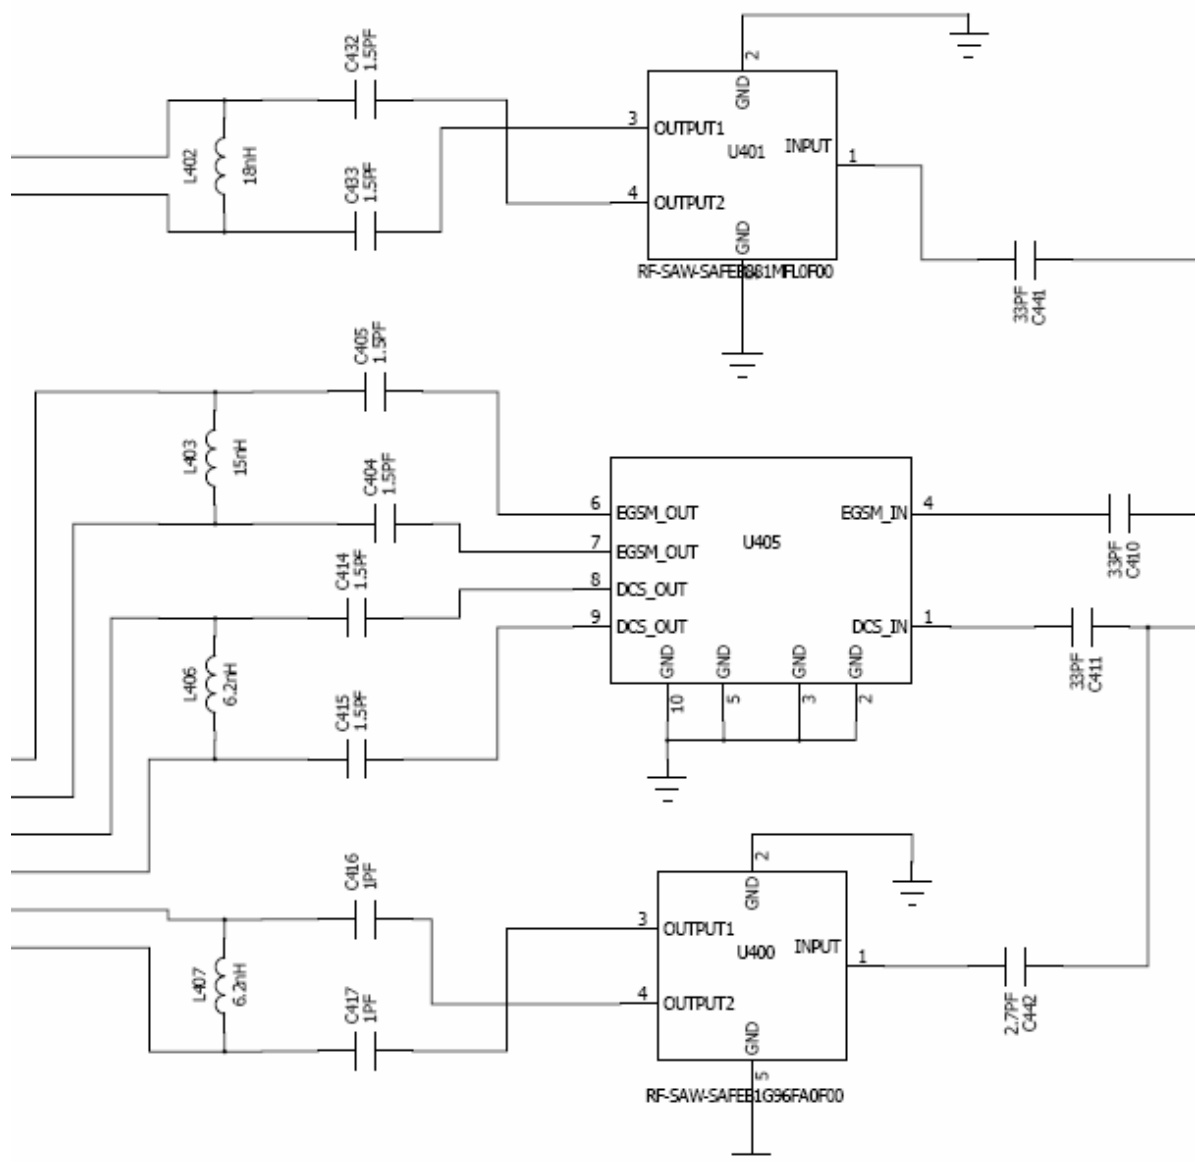 C432
1.5PF
2
GND
3
OUTPUT1
U401
INPUT
1
L402
18nH
C433
1.5PF
4
OUTPUT2
GND
RF-SAW-SAFEB881MFL0F00
33PF
C441
C405
1.5PF
L403
15nH
C404
1.5PF
6
EGSM_OUT
EGSM_IN
4
U405
7
EGSM_OUT
33PF
C410
C414
1.5PF
8
DCS_OUT
9
DCS_OUT
DCS_IN
1
GND
GND
GND
GND
10
5
3
2
33PF
C411
L406
6.2nH
C415
1.5PF
2
GND
C416
1PF
3
OUTPUT1
U400
INPUT
1
L407
6.2nH
C417
1PF
4
OUTPUT2
GND
5
2.7PF
C442
RF-SAW-SAFEB1G96FA0F00